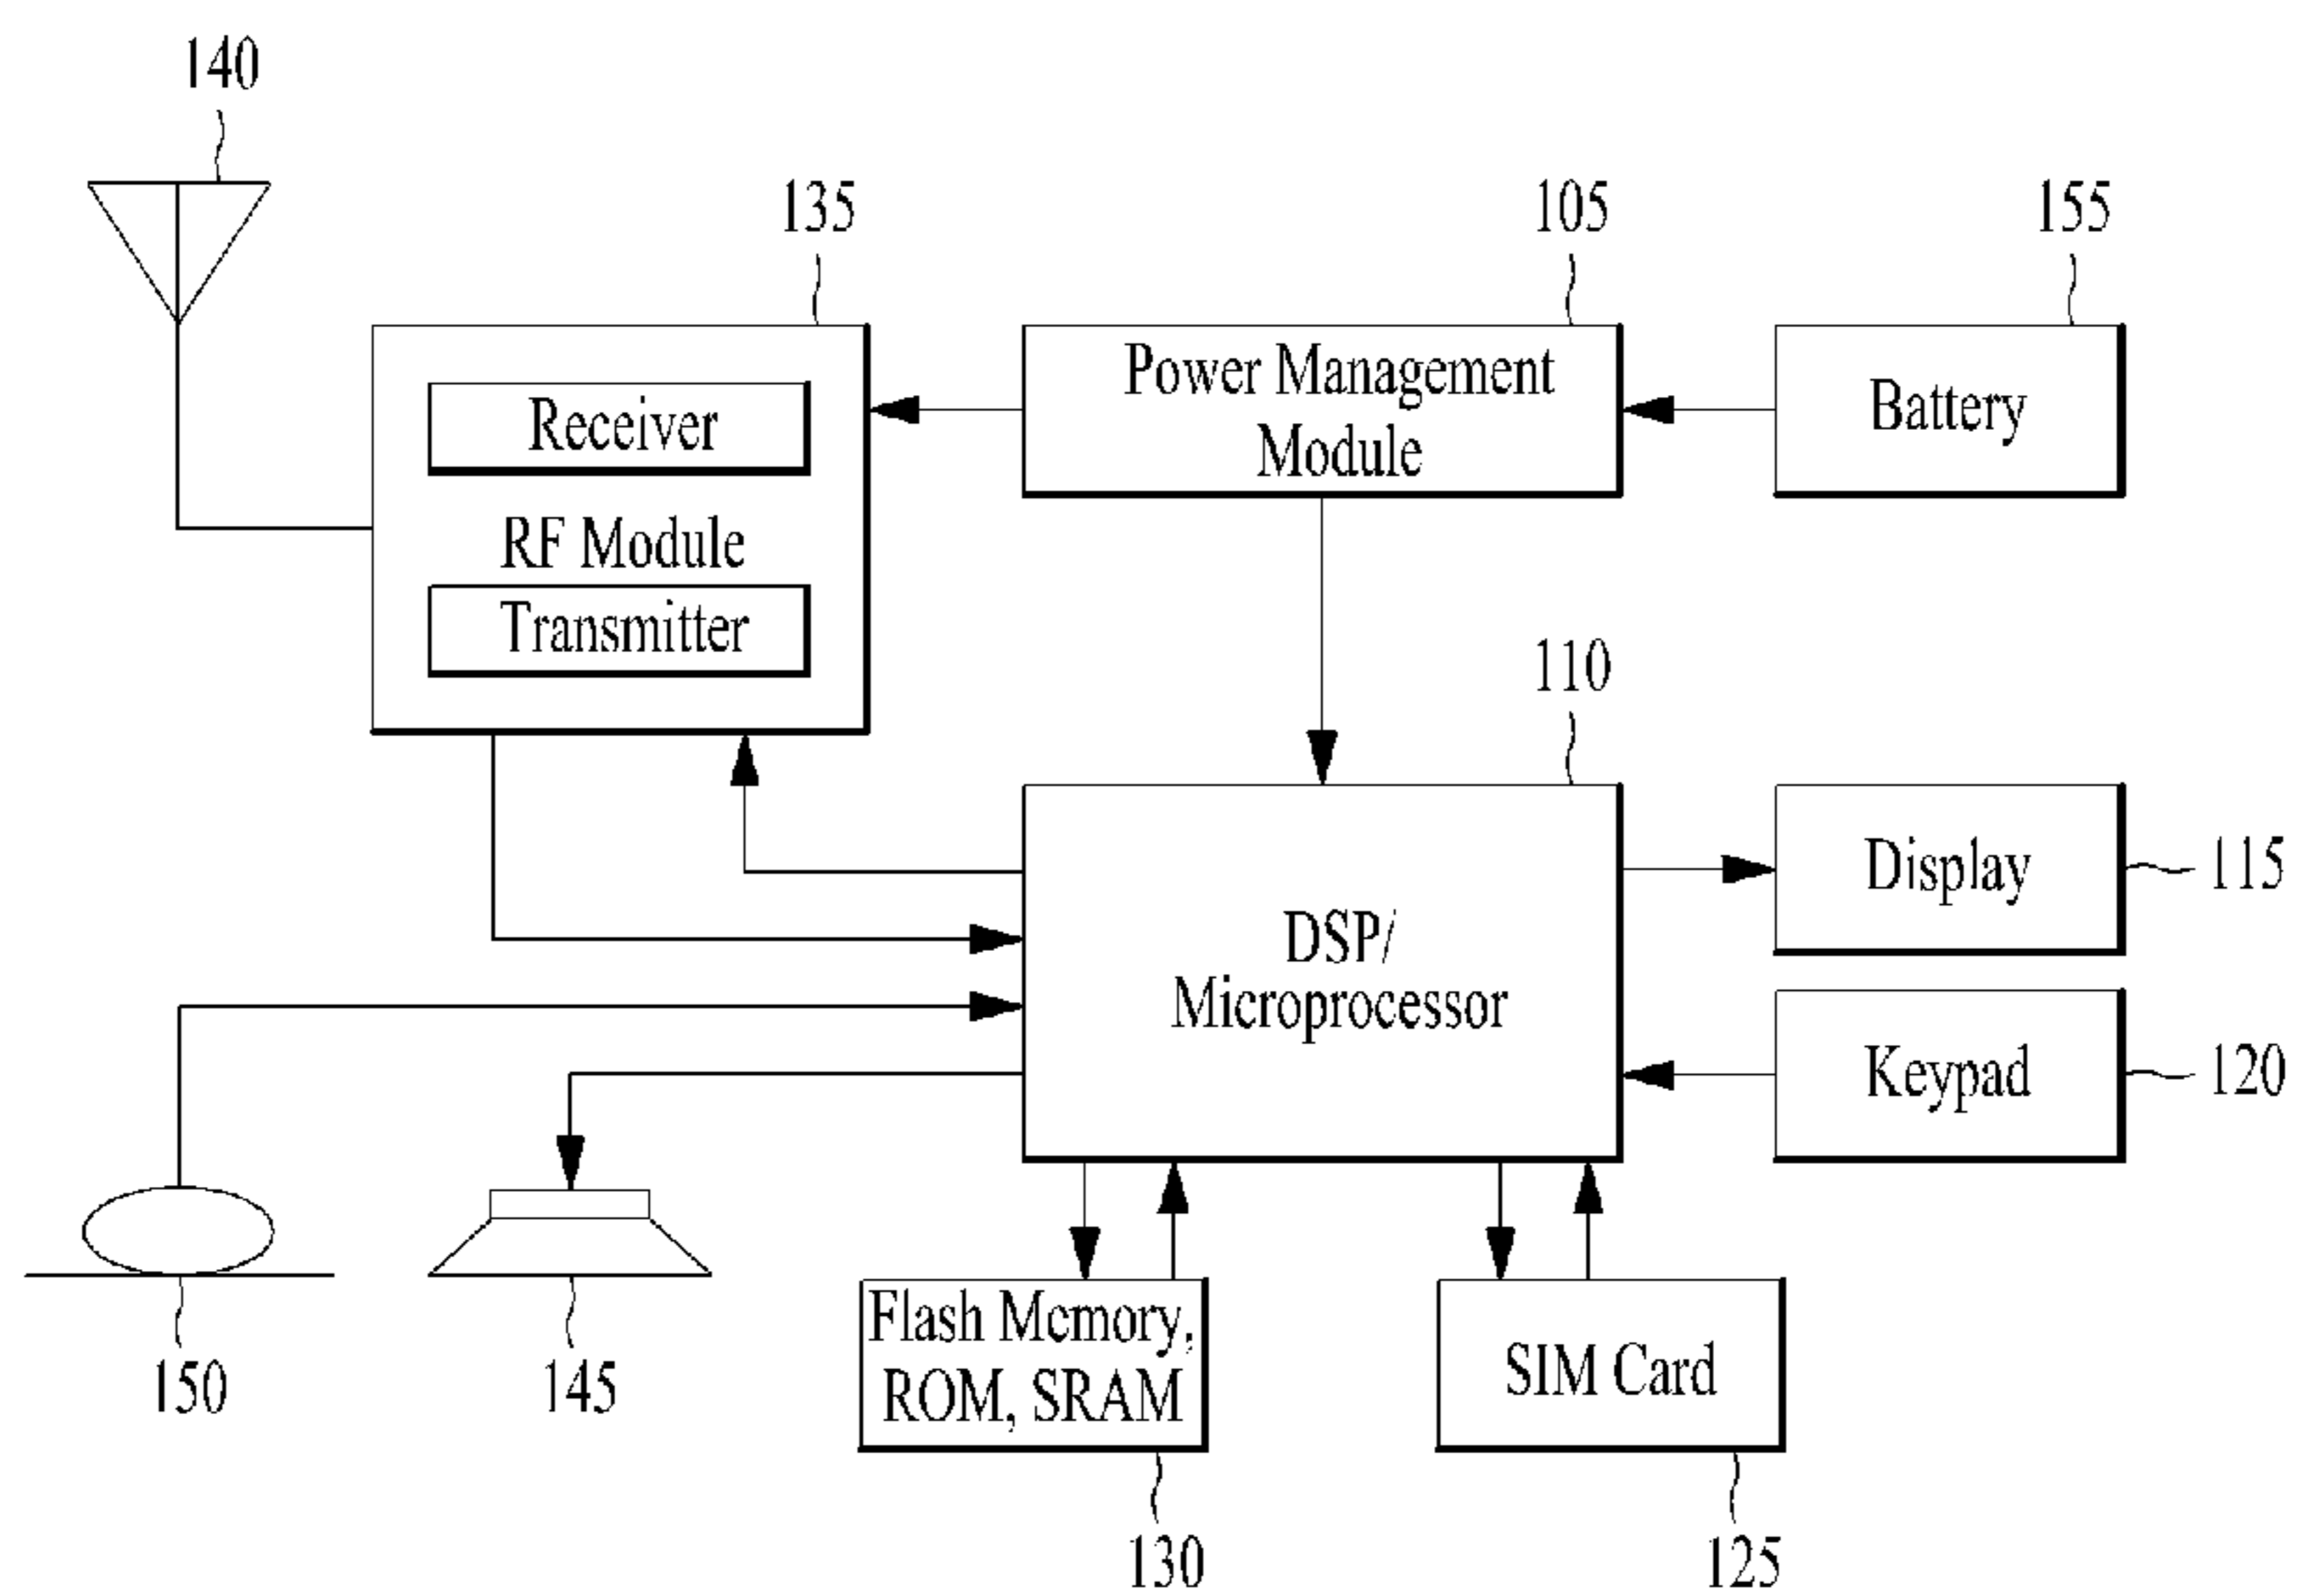 140
135
105
155
Receiver
RF Module
Transmitter
Power Management
Module
Battery
110
DSP/
Microprocessor
Display
115
Keypad
120
150
145
Flash Memory,
ROM, SRAM
SIM Card
130
125